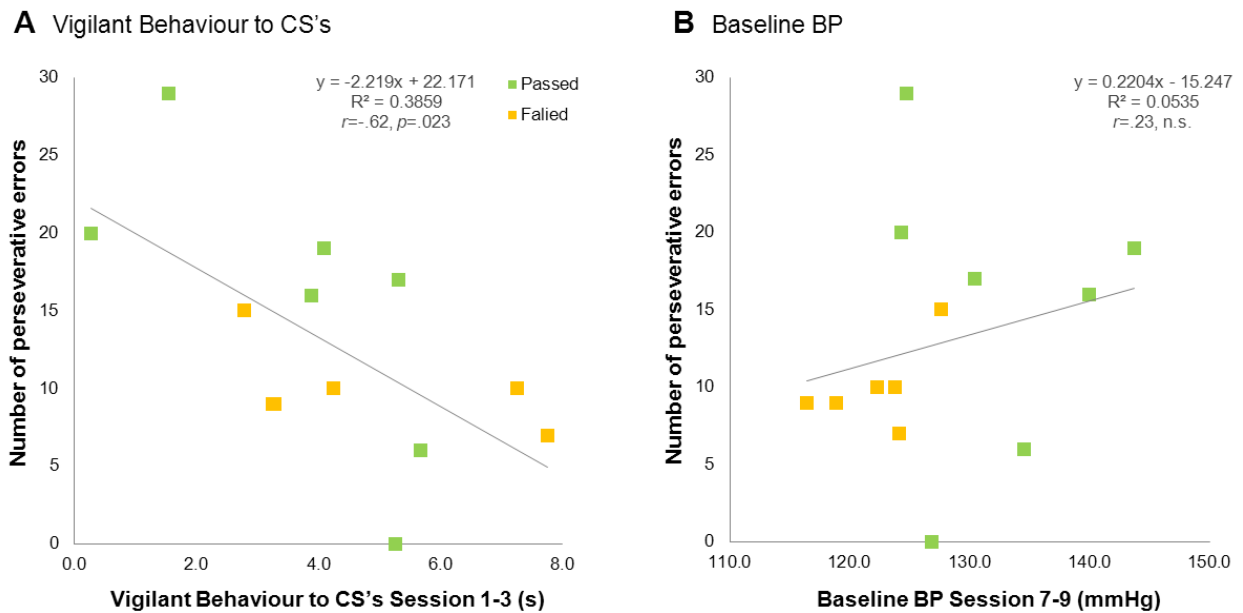 A Vigilant Behaviour to CS's
y = -2.219x + 22.171
R² = 0.3859
r=-.62, p=.023
Passed
Falied
Number of perseverative errors
30
25
20
15
10
5
0
0.0 2.0 4.0 6.0 8.0
Vigilant Behaviour to CS's Session 1-3 (s)
B Baseline BP
y = 0.2204x - 15.247
R² = 0.0535
r=.23, n.s.
Number of perseverative errors
30
25
20
15
10
5
0
110.0 120.0 130.0 140.0 150.0
Baseline BP Session 7-9 (mmHg)